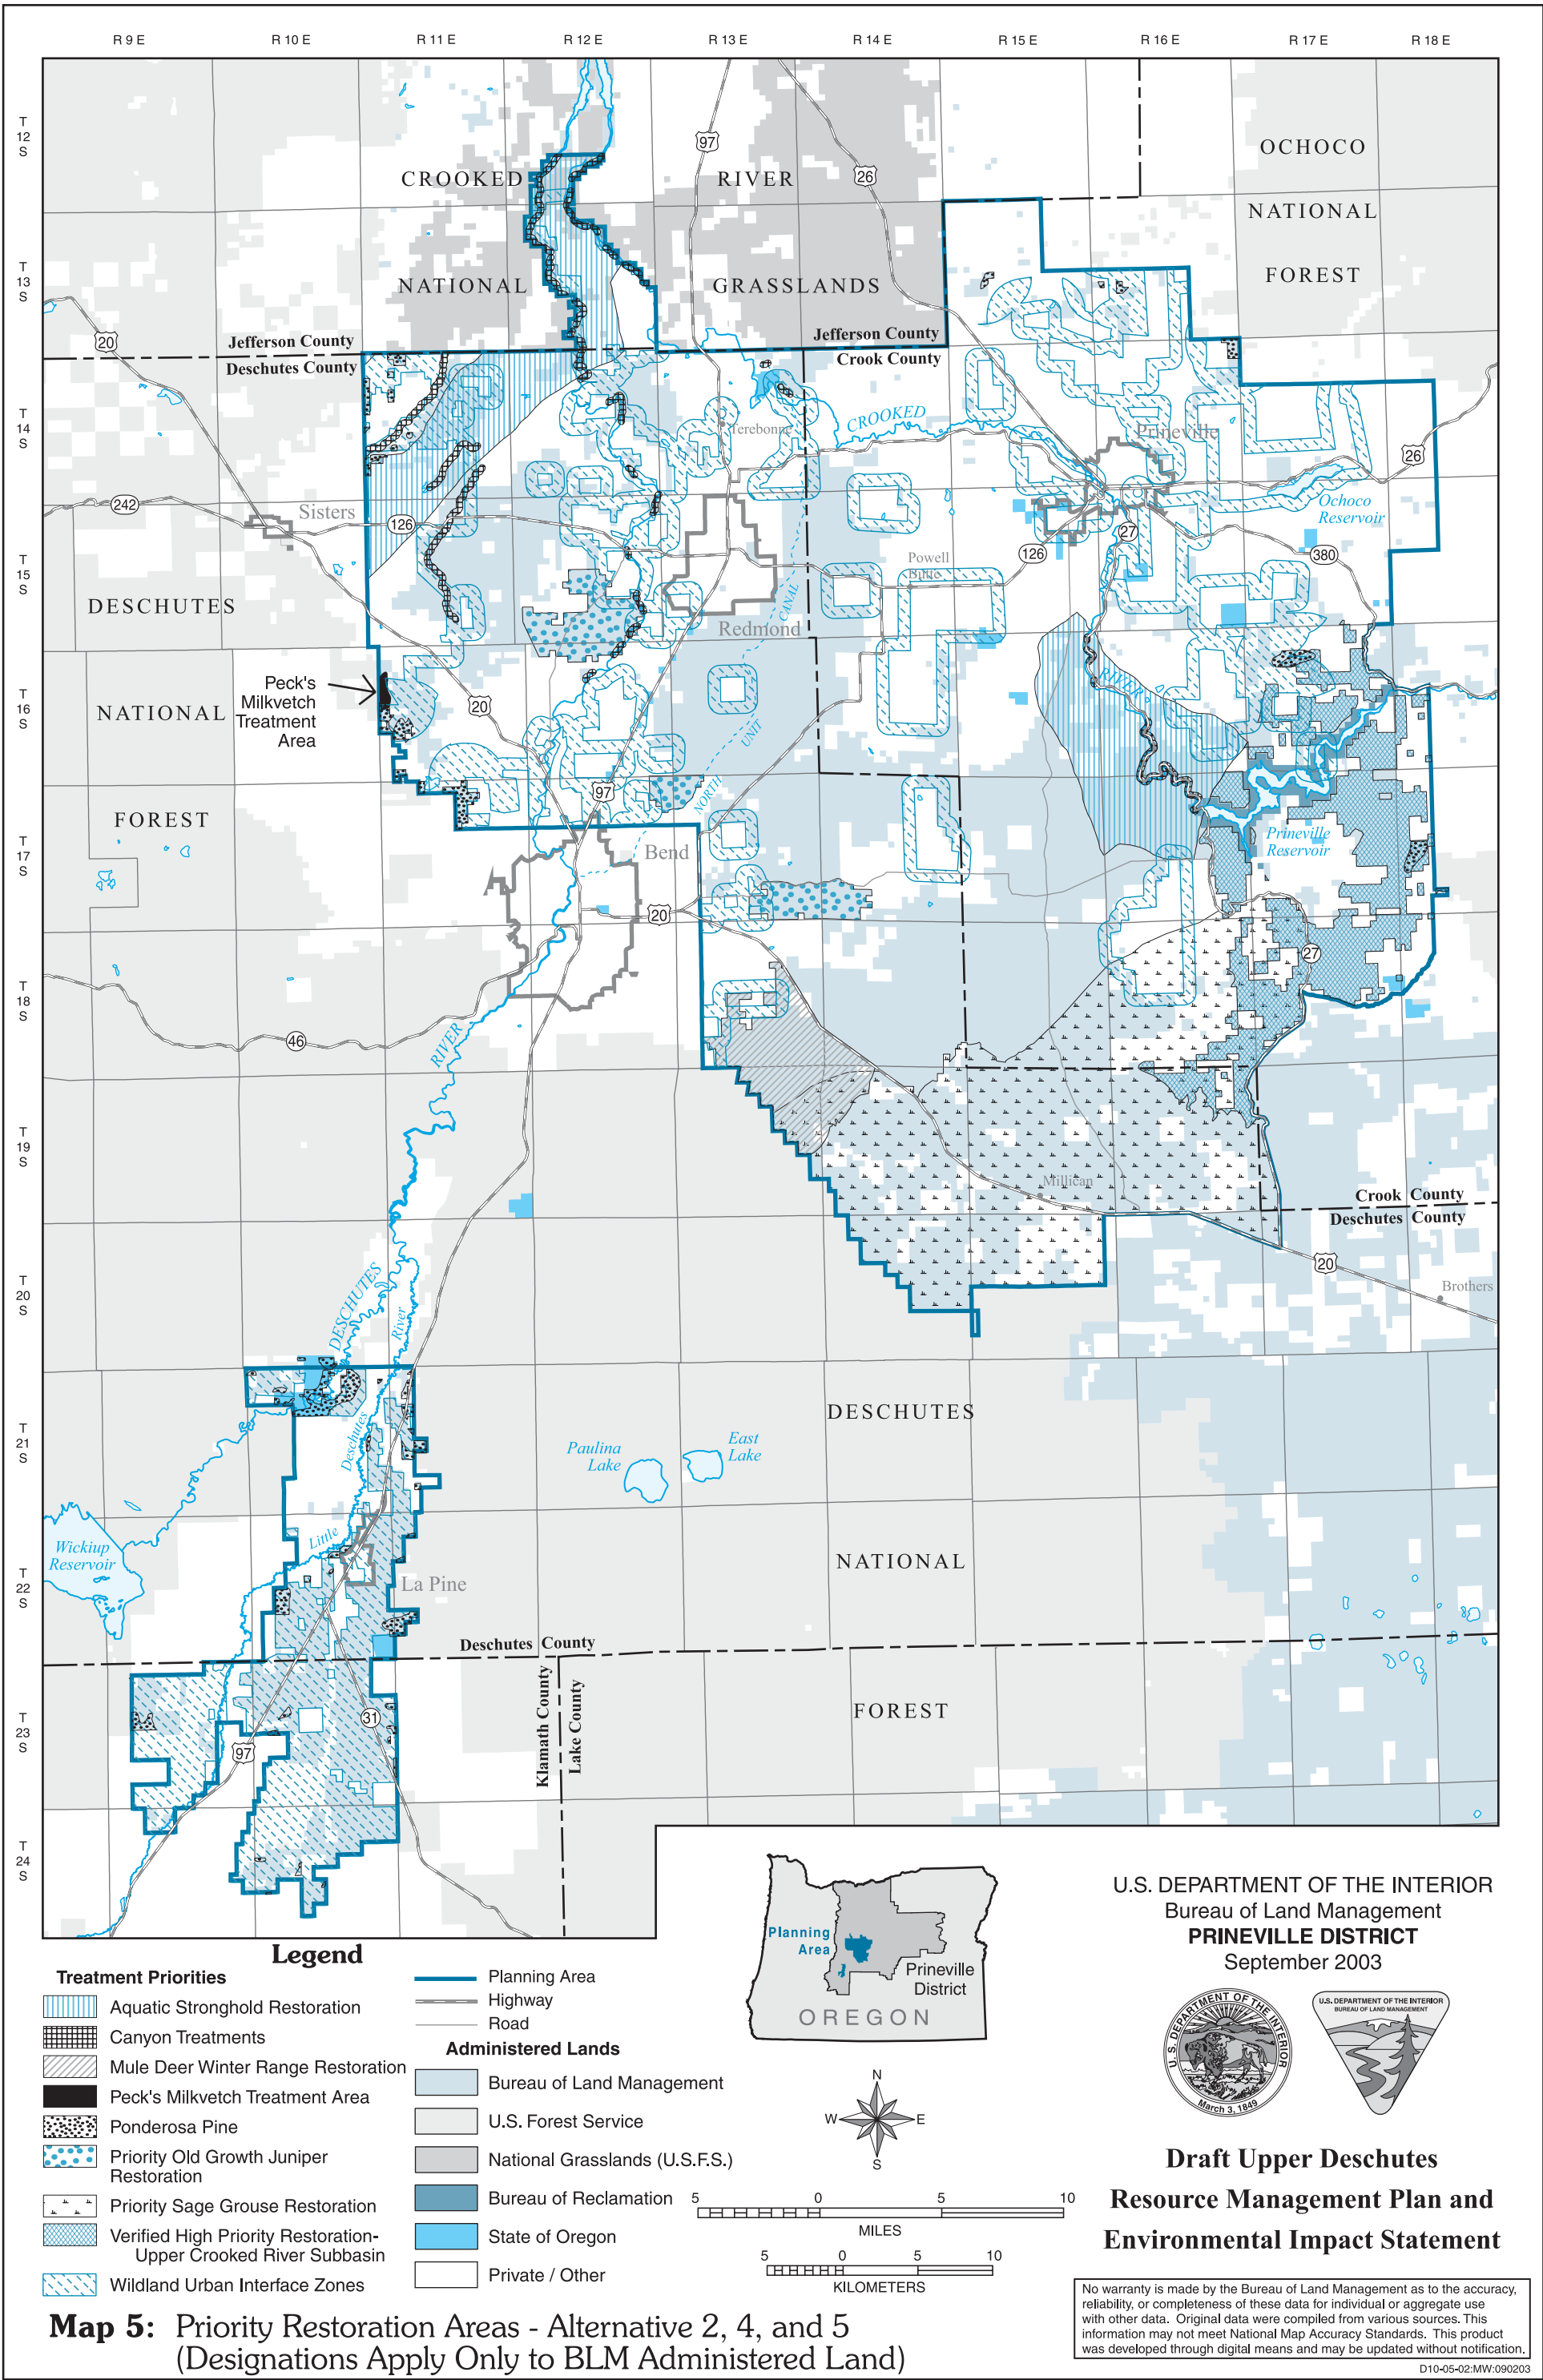 R 9 E R 10 E R 11 E R 12 E R 13 E R 14 E R 15 E R 16 E R 17 E R 18 E
T
12
S
T
13
S
T
14
S
T
15
S
T
16
S
T
17
S
T
18
S
T
19
S
T
20
S
T
21
S
T
22
S
T
23
S
T
24
S
OCHOCO
NATIONAL
FOREST
CROOKED RIVER
NATIONAL GRASSLANDS
97
26
20
Jefferson County
Deschutes County
Jefferson County
Crook County
CROOKED
Terebonne
Prineville
26
Ochoco
Reservoir
242
Sisters
126
27
126
380
Powell
Butte
DESCHUTES
Redmond
CANAL
RIVER
Peck's
Milkvetch
Treatment
Area
NATIONAL
20
UNIT
NORTH
97
FOREST
Prineville
Reservoir
Bend
20
27
46
RIVER
Millican
Crook County
Deschutes County
20
Brothers
DESCHUTES
River
Deschutes
Little
DESCHUTES
Paulina
Lake
East
Lake
Wickiup
Reservoir
NATIONAL
La Pine
Deschutes County
Klamath County
Lake County
FOREST
31
97
Legend
Treatment Priorities
Aquatic Stronghold Restoration
Canyon Treatments
Mule Deer Winter Range Restoration
Peck's Milkvetch Treatment Area
Ponderosa Pine
Priority Old Growth Juniper
Restoration
Priority Sage Grouse Restoration
Verified High Priority Restoration-
Upper Crooked River Subbasin
Wildland Urban Interface Zones
Planning Area
Highway
Road
Administered Lands
Bureau of Land Management
U.S. Forest Service
National Grasslands (U.S.F.S.)
Bureau of Reclamation
State of Oregon
Private / Other
Planning
Area
Prineville
District
OREGON
N
W E
S
5 0 5 10
MILES
5 0 5 10
KILOMETERS
U.S. DEPARTMENT OF THE INTERIOR
Bureau of Land Management
PRINEVILLE DISTRICT
September 2003
U.S. DEPARTMENT OF THE INTERIOR
March 3, 1849
U.S. DEPARTMENT OF THE INTERIOR
BUREAU OF LAND MANAGEMENT
Draft Upper Deschutes
Resource Management Plan and
Environmental Impact Statement
No warranty is made by the Bureau of Land Management as to the accuracy,
reliability, or completeness of these data for individual or aggregate use
with other data. Original data were compiled from various sources. This
information may not meet National Map Accuracy Standards. This product
was developed through digital means and may be updated without notification.
D10-05-02:MW:090203
Map 5: Priority Restoration Areas - Alternative 2, 4, and 5
(Designations Apply Only to BLM Administered Land)